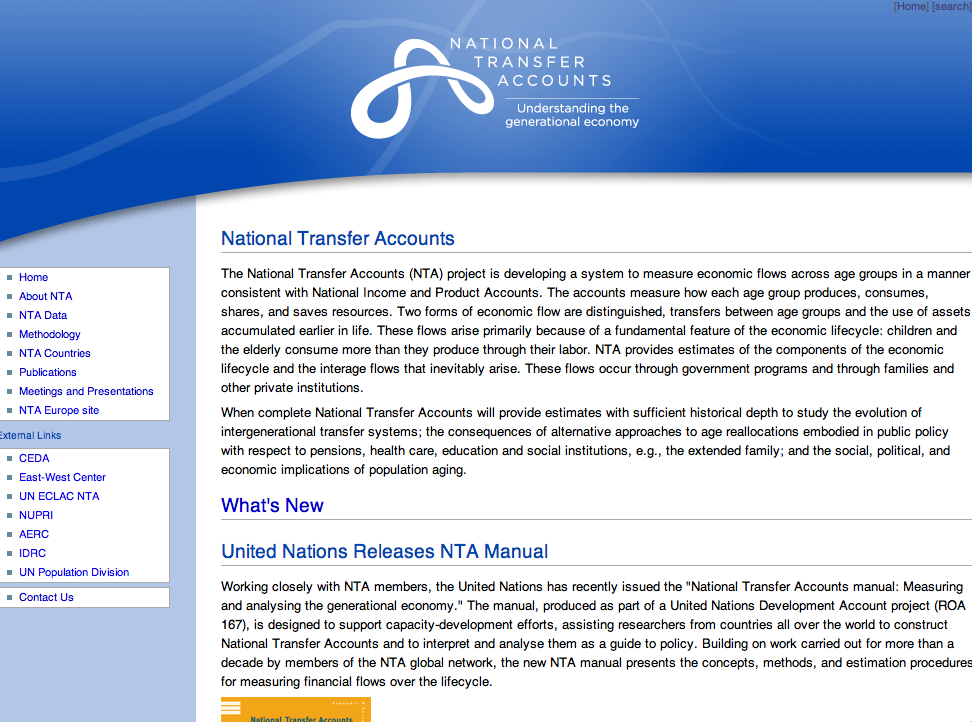 [Home] [search]
NATIONAL
TRANSFER
ACCOUNTS
Understanding the
generational economy
Home
About NTA
NTA Data
Methodology
NTA Countries
Publications
Meetings and Presentations
NTA Europe site
External Links
CEDA
East-West Center
UN ECLAC NTA
NUPRI
AERC
IDRC
UN Population Division
Contact Us
National Transfer Accounts
The National Transfer Accounts (NTA) project is developing a system to measure economic flows across age groups in a manner
consistent with National Income and Product Accounts. The accounts measure how each age group produces, consumes,
shares, and saves resources. Two forms of economic flow are distinguished, transfers between age groups and the use of assets
accumulated earlier in life. These flows arise primarily because of a fundamental feature of the economic lifecycle: children and
the elderly consume more than they produce through their labor. NTA provides estimates of the components of the economic
lifecycle and the interage flows that inevitably arise. These flows occur through government programs and through families and
other private institutions.
When complete National Transfer Accounts will provide estimates with sufficient historical depth to study the evolution of
intergenerational transfer systems; the consequences of alternative approaches to age reallocations embodied in public policy
with respect to pensions, health care, education and social institutions, e.g., the extended family; and the social, political, and
economic implications of population aging.
What's New
United Nations Releases NTA Manual
Working closely with NTA members, the United Nations has recently issued the "National Transfer Accounts manual: Measuring
and analysing the generational economy." The manual, produced as part of a United Nations Development Account project (ROA
167), is designed to support capacity-development efforts, assisting researchers from countries all over the world to construct
National Transfer Accounts and to interpret and analyse them as a guide to policy. Building on work carried out for more than a
decade by members of the NTA global network, the new NTA manual presents the concepts, methods, and estimation procedures
for measuring financial flows over the lifecycle.
National Transfer Accounts